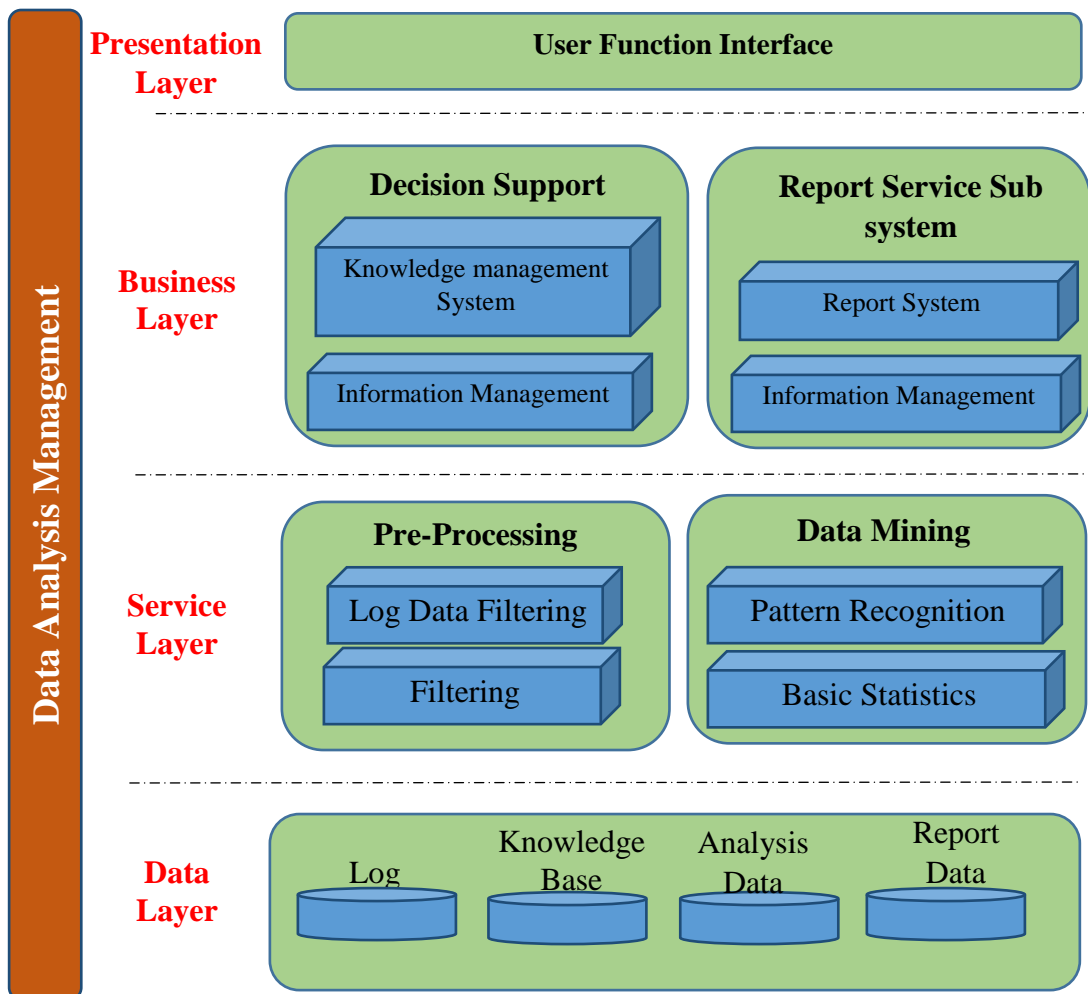 Data Analysis Management
Presentation
Layer
User Function Interface
Business
Layer
Decision Support
Knowledge management
System
Information Management
Report Service Sub
system
Report System
Information Management
Service
Layer
Pre-Processing
Log Data Filtering
Filtering
Data Mining
Pattern Recognition
Basic Statistics
Data
Layer
Log
Knowledge
Base
Analysis
Data
Report
Data